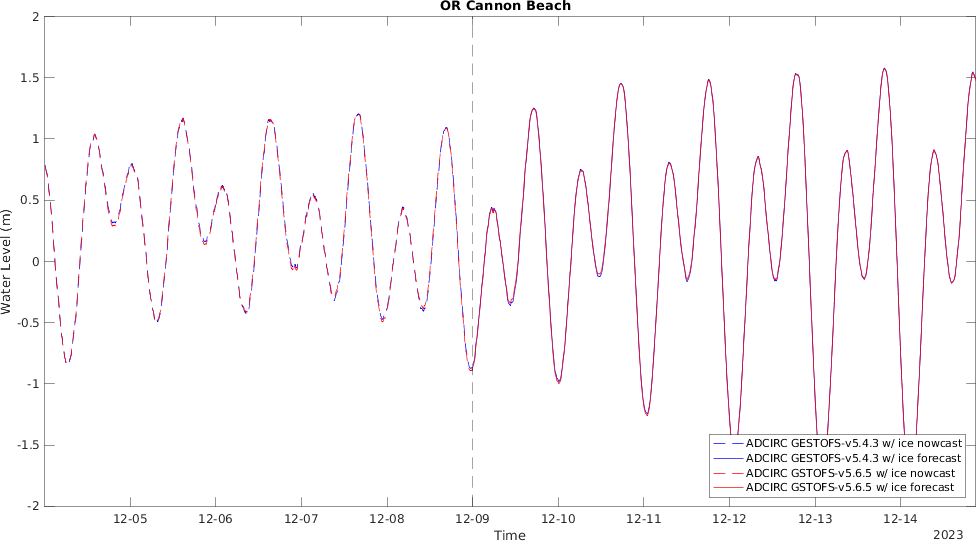 OR Cannon Beach
2
1.5
1
0.5
0
-0.5
-1
-1.5
-2
Water Level (m)
ADCIRC GESTOFS-v5.4.3 w/ ice nowcast
ADCIRC GESTOFS-v5.4.3 w/ ice forecast
ADCIRC GSTOFS-v5.6.5 w/ ice nowcast
ADCIRC GSTOFS-v5.6.5 w/ ice forecast
12-05 12-06 12-07 12-08 12-09 12-10 12-11 12-12 12-13 12-14
Time
2023